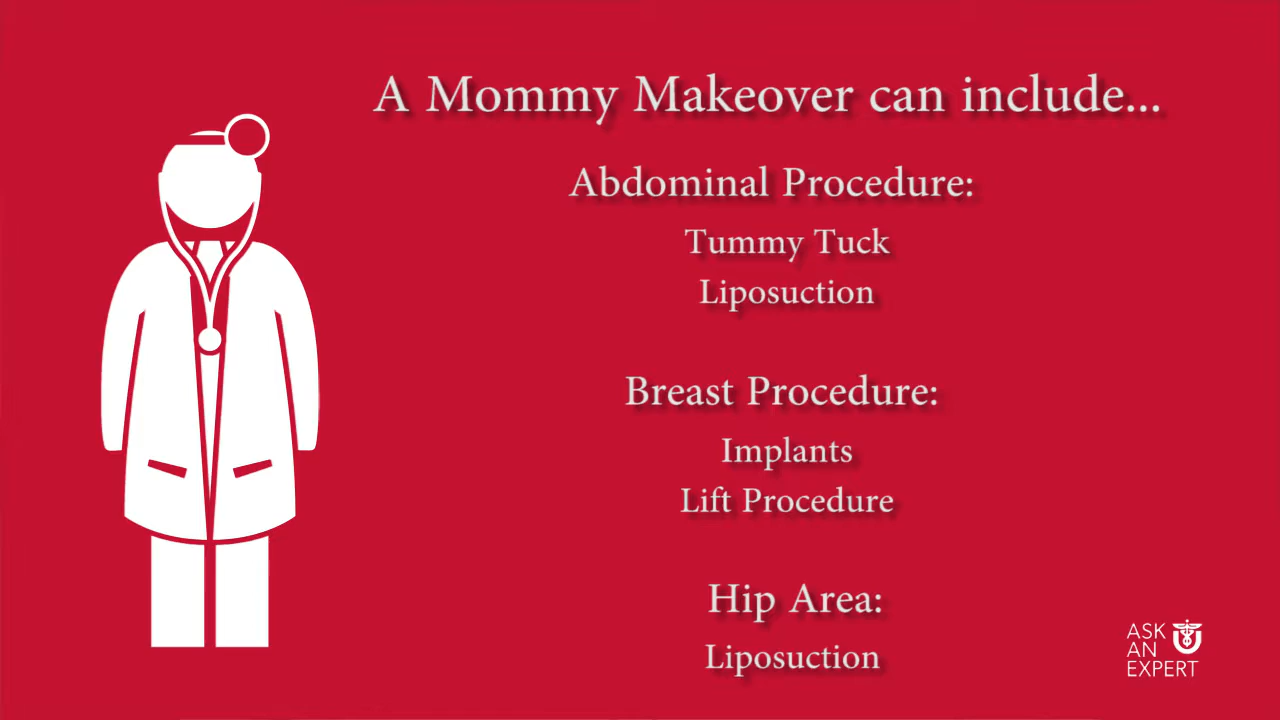 A Mommy Makeover can include...
Abdominal Procedure:
Tummy Tuck
Liposuction
Breast Procedure:
Implants
Lift Procedure
Hip Area:
Liposuction
ASK
AN
EXPERT